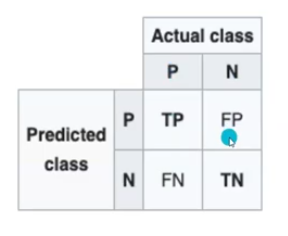 Actual class
P N
Predicted class
P TP FP
N FN TN